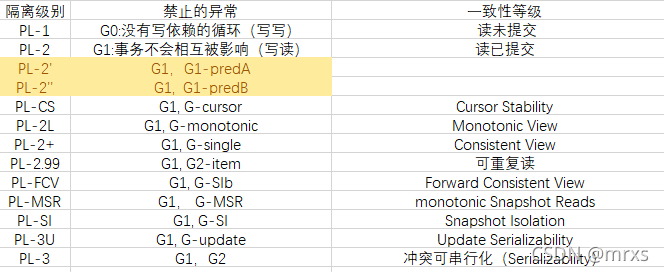 隔离级别 禁止的异常 一致性等级
PL-1 G0:没有写依赖的循环（写写） 读未提交
PL-2 G1:事务不会相互被影响（写读） 读已提交
PL-2' G1, G1-predA
PL-2'' G1, G1-predB
PL-CS G1, G-cursor Cursor Stability
PL-2L G1, G-monotonic Monotonic View
PL-2+ G1, G-single Consistent View
PL-2.99 G1, G2-item 可重复读
PL-FCV G1, G-SIb Forward Consistent View
PL-MSR G1, G-MSR monotonic Snapshot Reads
PL-SI G1, G-SI Snapshot Isolation
PL-3U G1, G-update Update Serializability
PL-3 G1, G2 冲突可串行化（Serializability）
CSDN @mrxs